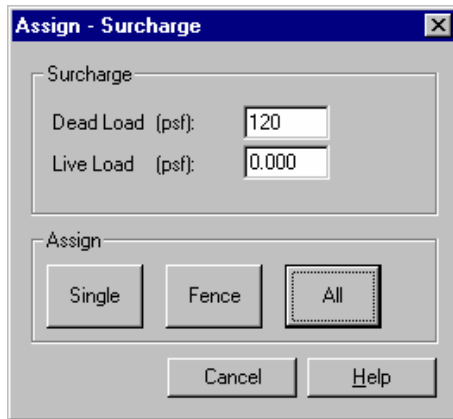 Assign - Surcharge
Surcharge
Dead Load (psf): 120
Live Load (psf): 0.000
Assign
Single Fence All
Cancel Help